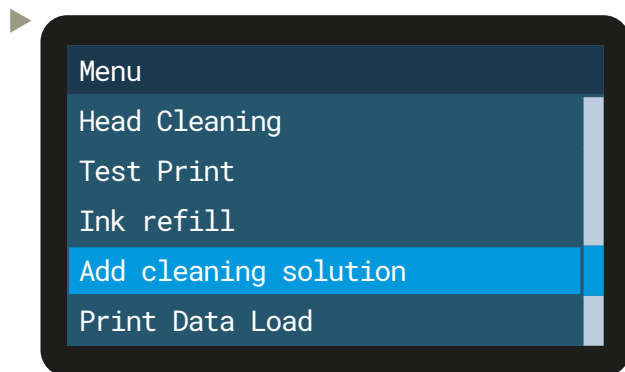 Menu
Head Cleaning
Test Print
Ink refill
Add cleaning solution
Print Data Load